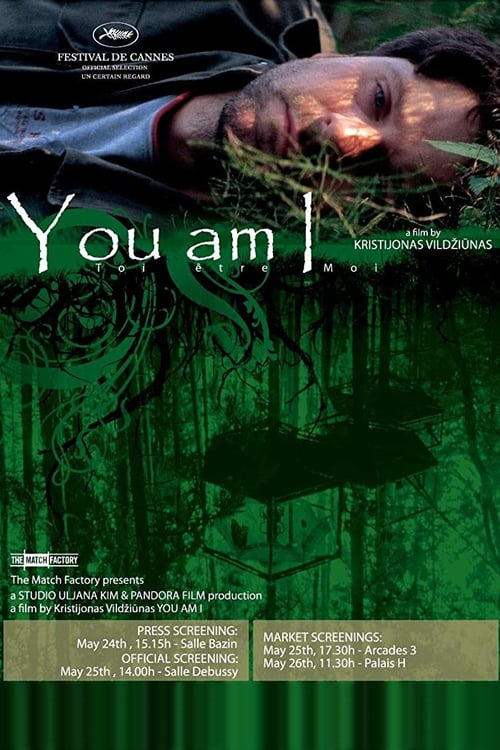 FESTIVAL DE CANNES
OFFICIAL SELECTION
UN CERTAIN REGARD
You am I
Toi être Moi
a film by
KRISTIJONAS VILDŽIŪNAS
THE MATCH FACTORY
The Match Factory presents
a STUDIO ULJANA KIM & PANDORA FILM production
a film by Kristijonas Vildžiūnas YOU AM I
PRESS SCREENING:
May 24th , 15.15h - Salle Bazin
OFFICIAL SCREENING:
May 25th , 14.00h - Salle Debussy
MARKET SCREENINGS:
May 25th, 17.30h - Arcades 3
May 26th, 11.30h - Palais H